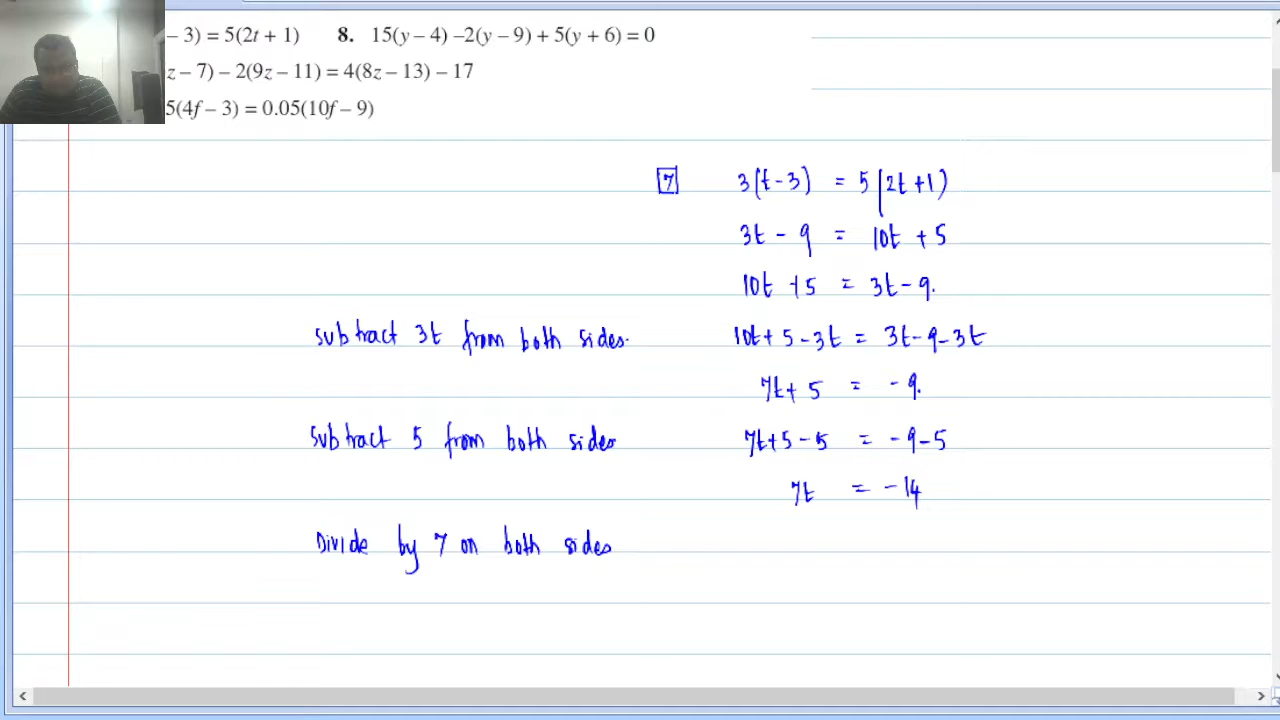 – 3) = 5(2t + 1) 8. 15(y – 4) –2(y – 9) + 5(y + 6) = 0
z – 7) – 2(9z – 11) = 4(8z – 13) – 17
5(4f – 3) = 0.05(10f – 9)
7 3(t-3) = 5(2t+1)
3t - 9 = 10t + 5
10t + 5 = 3t - 9.
subtract 3t from both sides. 10t + 5 - 3t = 3t - 9 - 3t
7t + 5 = -9.
subtract 5 from both sides 7t+5-5 = -9-5
7t = -14
Divide by 7 on both sides